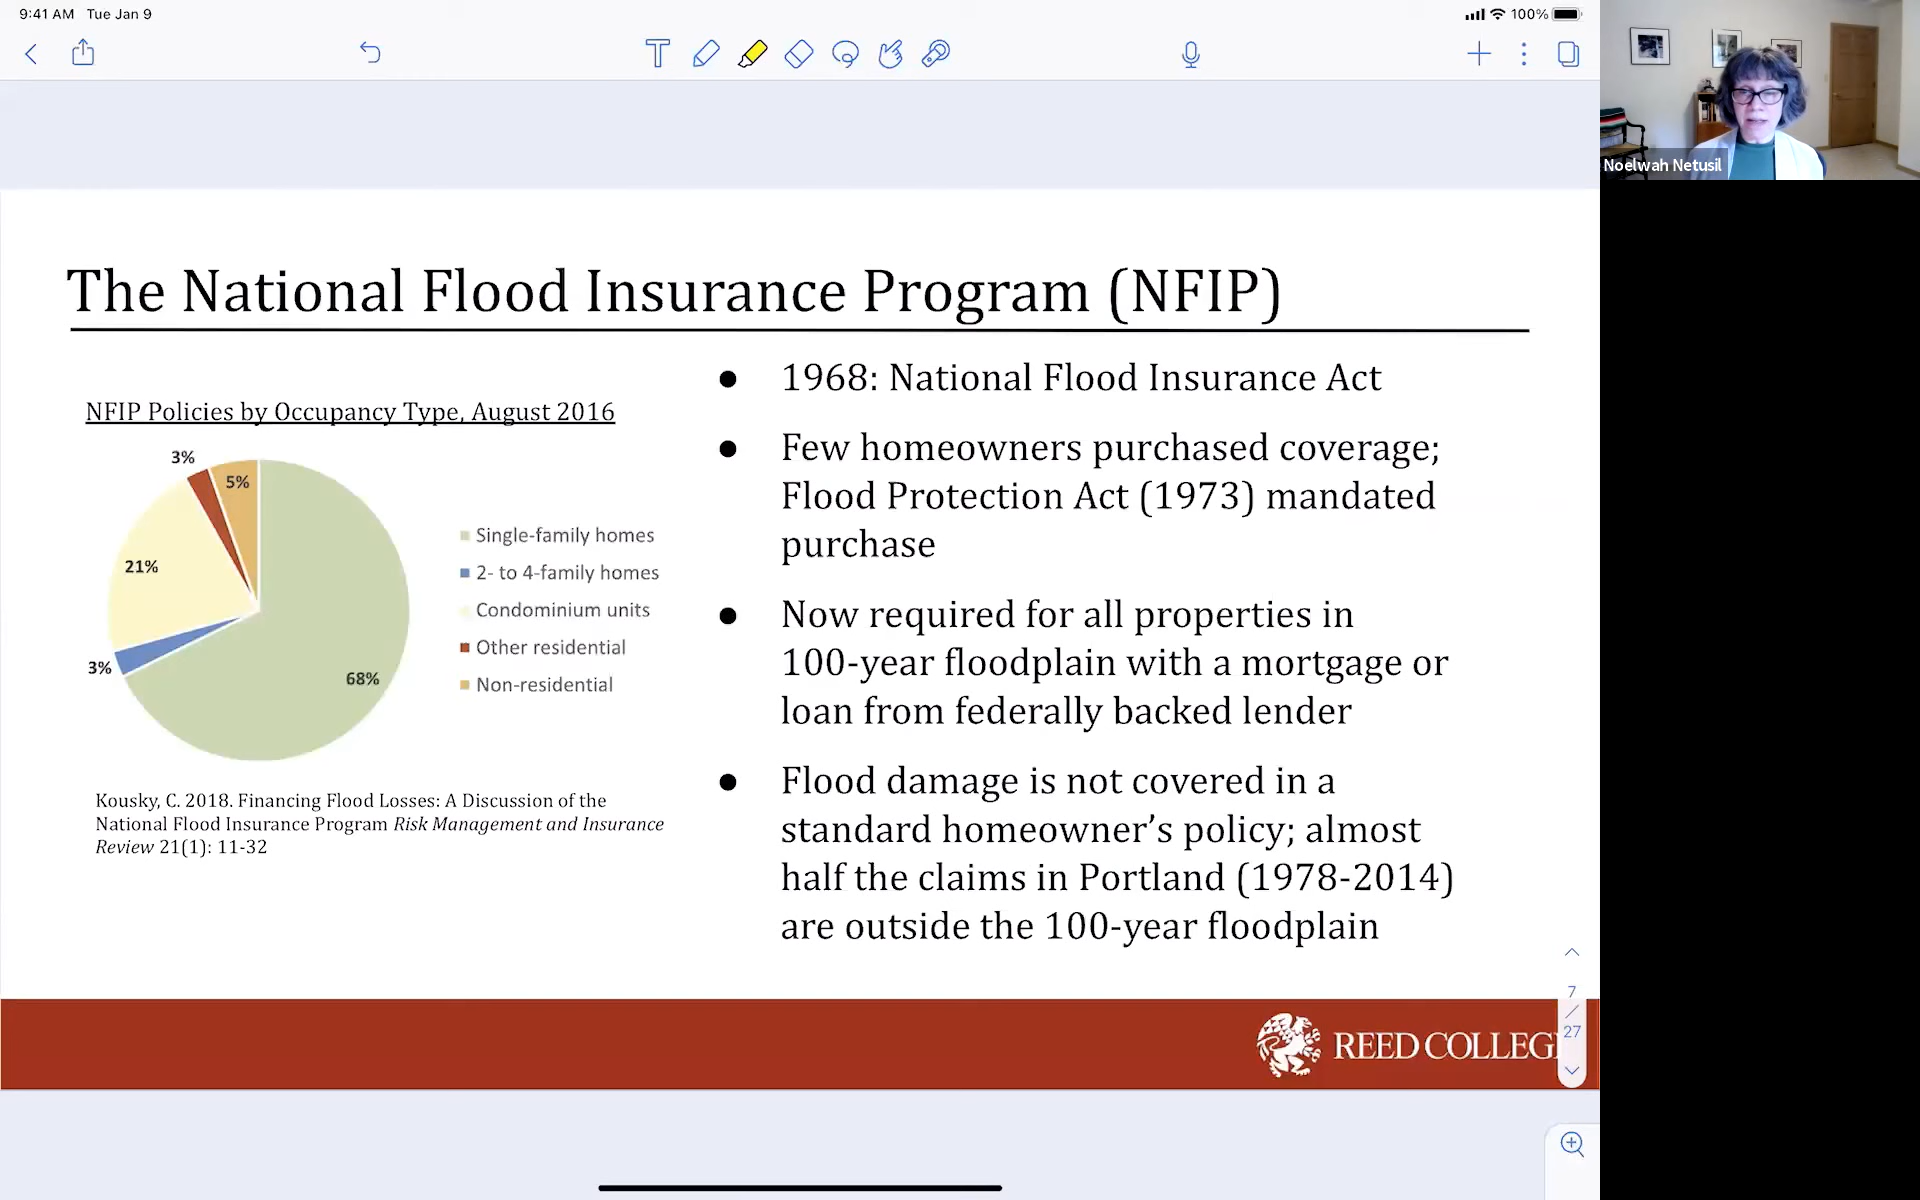 9:41 AM Tue Jan 9
100%
Noelwah Netusil
The National Flood Insurance Program (NFIP)
NFIP Policies by Occupancy Type, August 2016
3%
5%
21%
3%
68%
Single-family homes
2- to 4-family homes
Condominium units
Other residential
Non-residential
Kousky, C. 2018. Financing Flood Losses: A Discussion of the
National Flood Insurance Program Risk Management and Insurance
Review 21(1): 11-32
● 1968: National Flood Insurance Act
● Few homeowners purchased coverage;
Flood Protection Act (1973) mandated
purchase
● Now required for all properties in
100-year floodplain with a mortgage or
loan from federally backed lender
● Flood damage is not covered in a
standard homeowner’s policy; almost
half the claims in Portland (1978-2014)
are outside the 100-year floodplain
7
/
27
REED COLLEGE